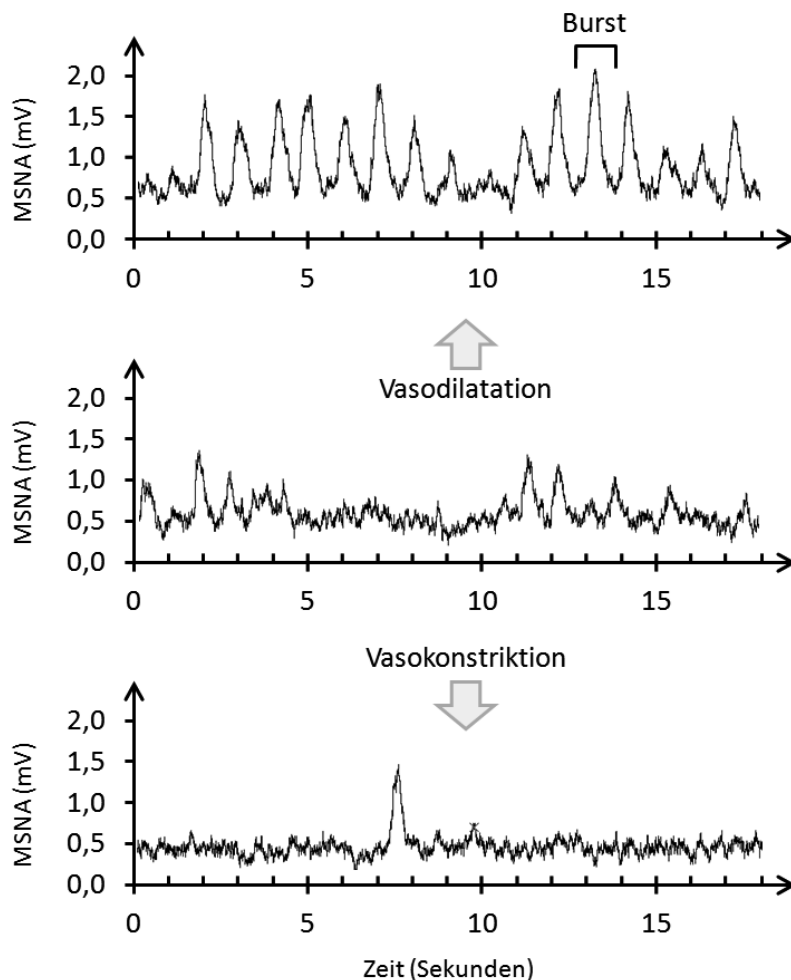 Burst
MSNA (mV)
2,0
1,5
1,0
0,5
0,0
0 5 10 15
Vasodilatation
MSNA (mV)
2,0
1,5
1,0
0,5
0,0
0 5 10 15
Vasokonstriktion
MSNA (mV)
2,0
1,5
1,0
0,5
0,0
0 5 10 15
Zeit (Sekunden)